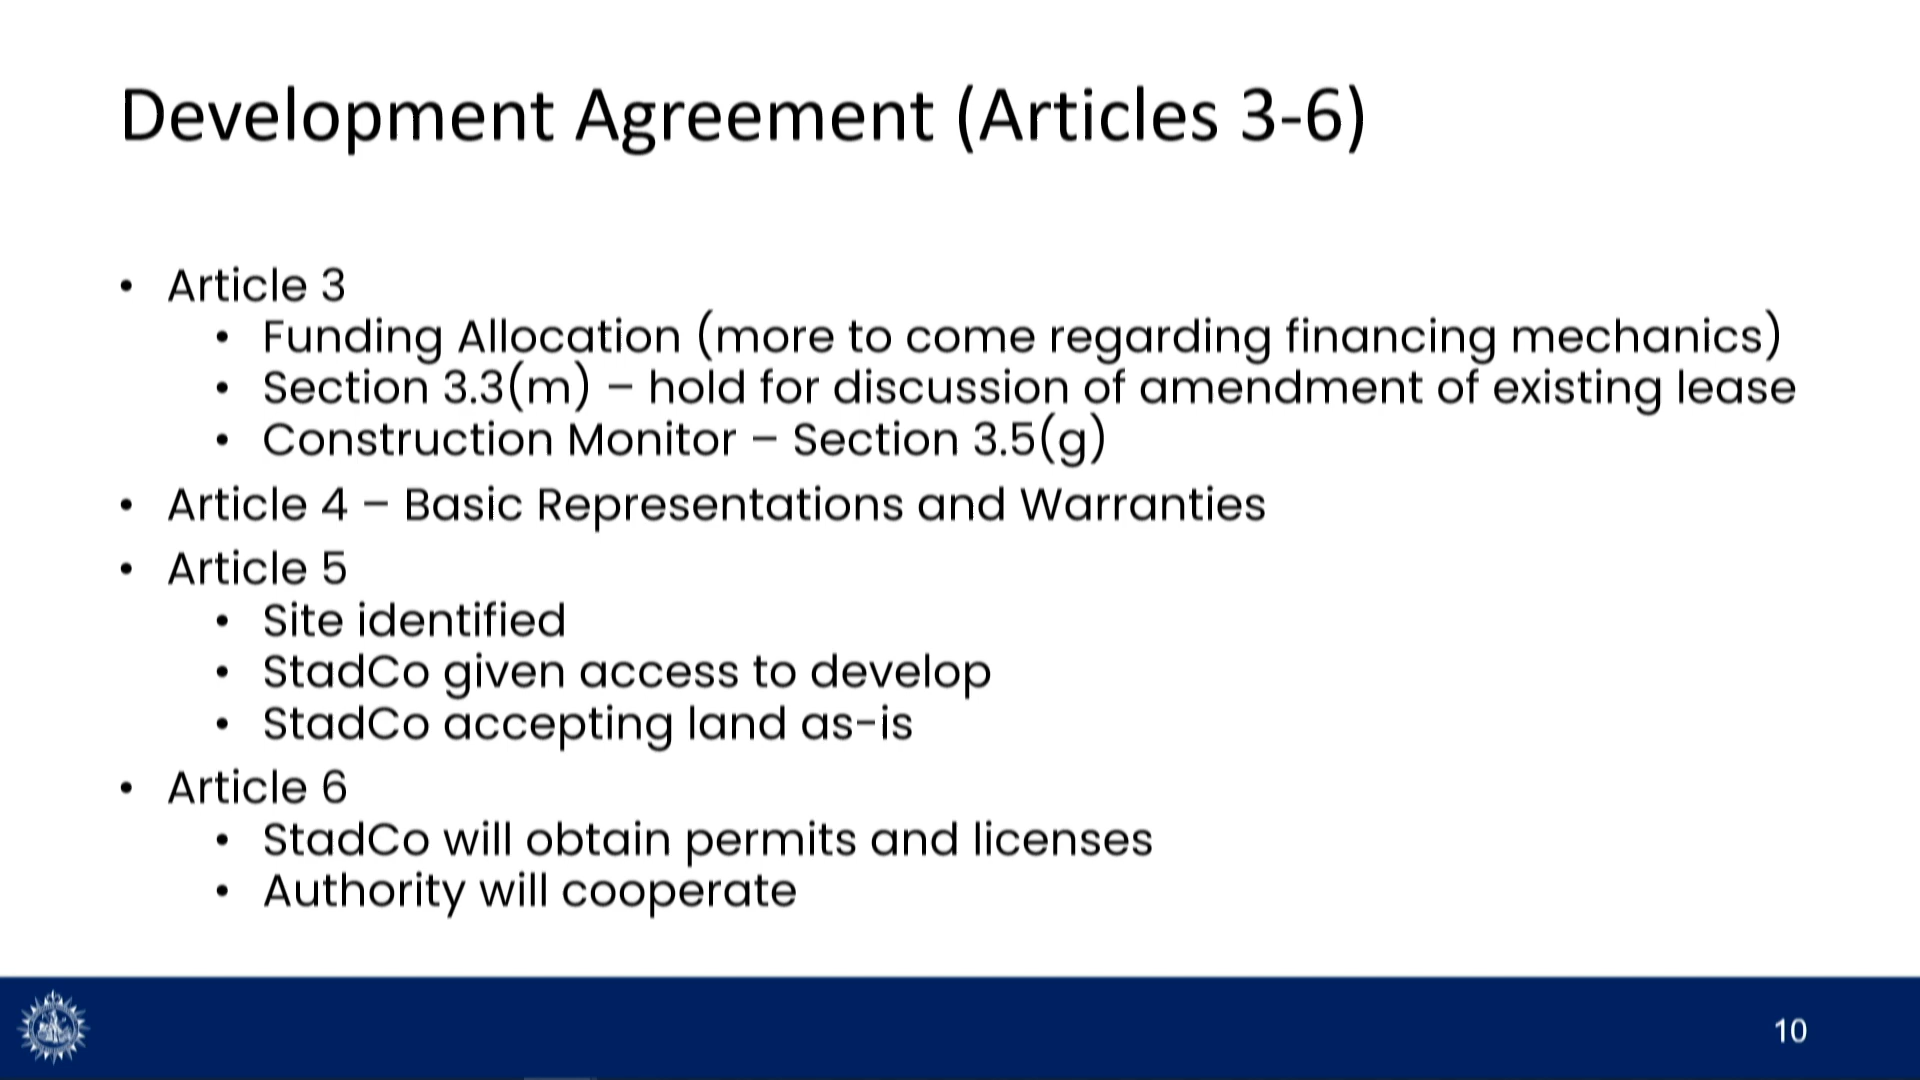 Development Agreement (Articles 3-6)
• Article 3
• Funding Allocation (more to come regarding financing mechanics)
• Section 3.3(m) – hold for discussion of amendment of existing lease
• Construction Monitor – Section 3.5(g)
• Article 4 – Basic Representations and Warranties
• Article 5
• Site identified
• StadCo given access to develop
• StadCo accepting land as-is
• Article 6
• StadCo will obtain permits and licenses
• Authority will cooperate
10